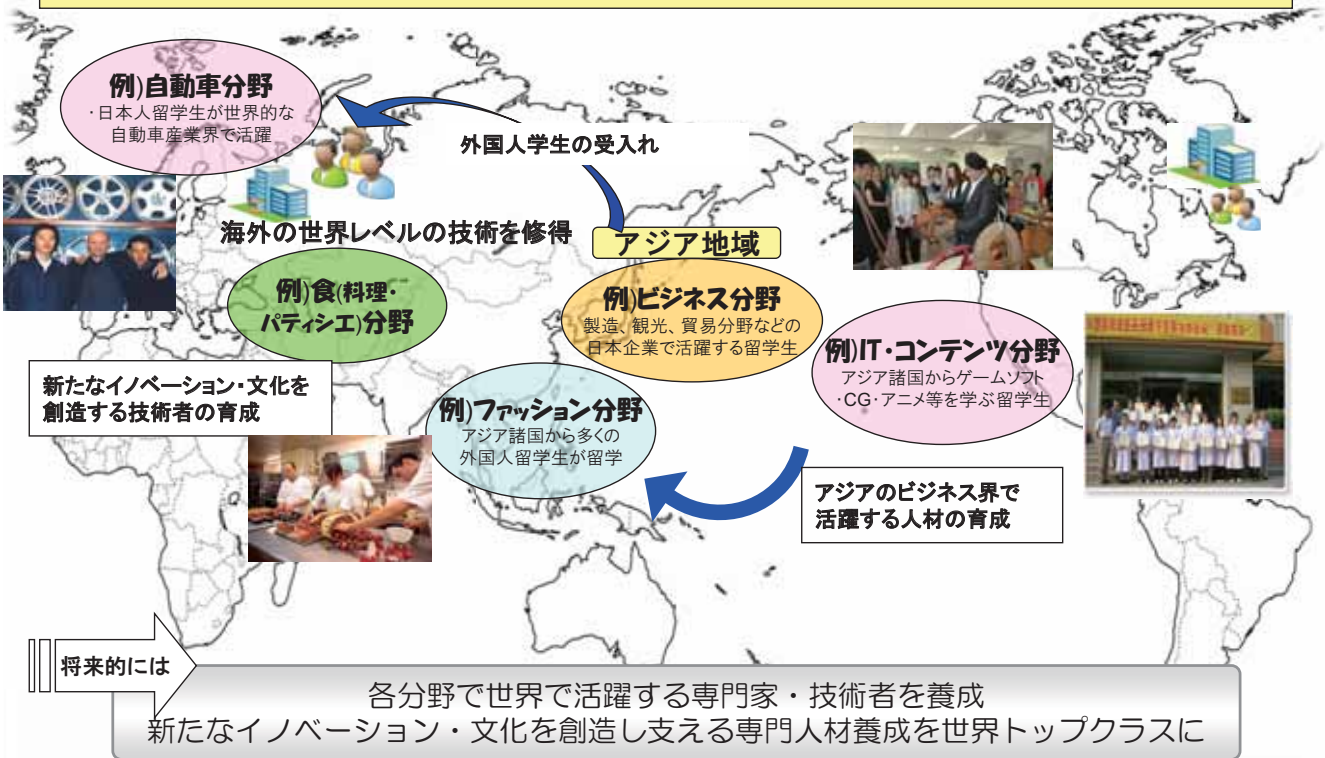 例)自動車分野
・日本人留学生が世界的な
自動車産業界で活躍
外国人学生の受入れ
海外の世界レベルの技術を修得
アジア地域
例)食(料理・
パティシエ)分野
例)ビジネス分野
製造、観光、貿易分野などの
日本企業で活躍する留学生
例)IT・コンテンツ分野
アジア諸国からゲームソフト
・CG・アニメ等を学ぶ留学生
新たなイノベーション・文化を
創造する技術者の育成
例)ファッション分野
アジア諸国から多くの
外国人留学生が留学
アジアのビジネス界で
活躍する人材の育成
将来的には
各分野で世界で活躍する専門家・技術者を養成
新たなイノベーション・文化を創造し支える専門人材養成を世界トップクラスに